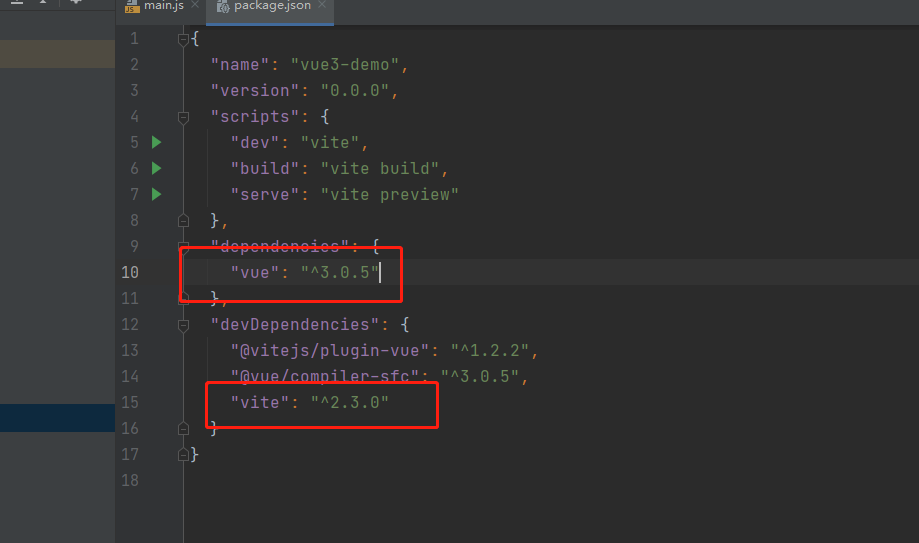 main.js
package.json
1 {
2 "name": "vue3-demo",
3 "version": "0.0.0",
4 "scripts": {
5 "dev": "vite",
6 "build": "vite build",
7 "serve": "vite preview"
8 },
9 "dependencies": {
10 "vue": "^3.0.5"
11 },
12 "devDependencies": {
13 "@vitejs/plugin-vue": "^1.2.2",
14 "@vue/compiler-sfc": "^3.0.5",
15 "vite": "^2.3.0"
16 }
17 }
18